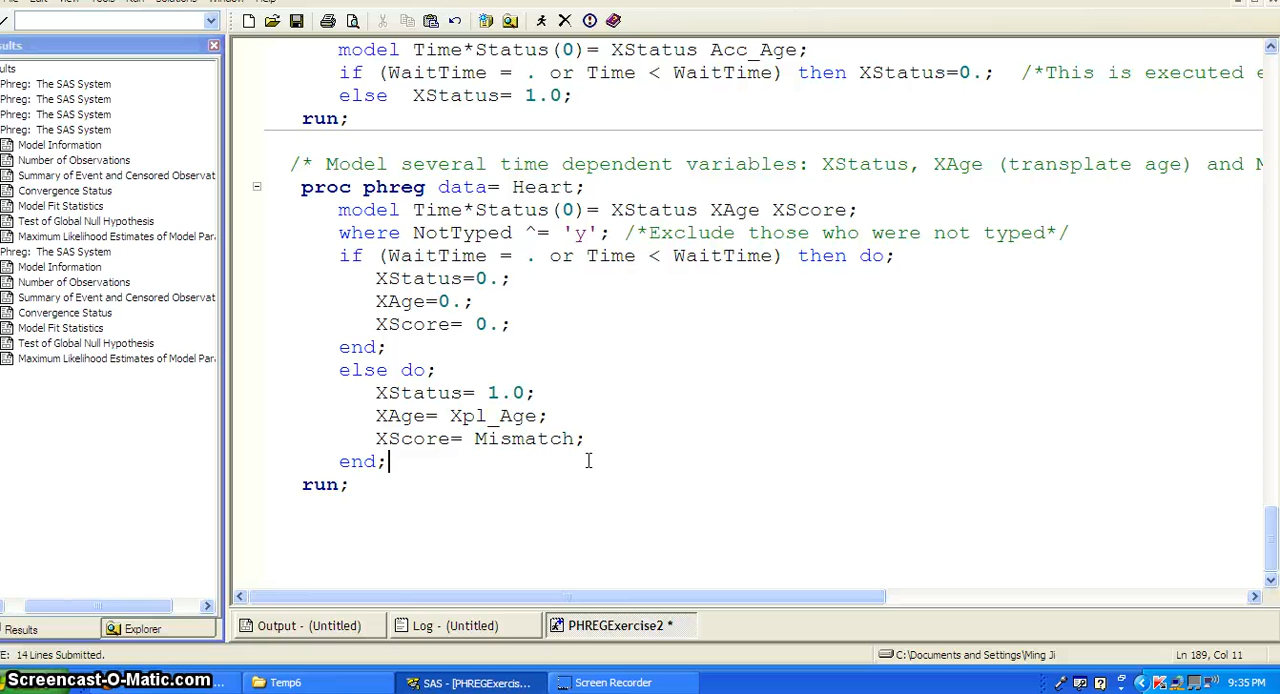 Edit View Tools Run Solutions Window Help
ults
ults
Phreg: The SAS System
Phreg: The SAS System
Phreg: The SAS System
Phreg: The SAS System
Model Information
Number of Observations
Summary of Event and Censored Observat
Convergence Status
Model Fit Statistics
Test of Global Null Hypothesis
Maximum Likelihood Estimates of Model Par
Phreg: The SAS System
Model Information
Number of Observations
Summary of Event and Censored Observat
Convergence Status
Model Fit Statistics
Test of Global Null Hypothesis
Maximum Likelihood Estimates of Model Par
model Time*Status(0)= XStatus Acc_Age;
if (WaitTime = . or Time < WaitTime) then XStatus=0.; /*This is executed e
else XStatus= 1.0;
run;
/* Model several time dependent variables: XStatus, XAge (transplate age) and M
proc phreg data= Heart;
model Time*Status(0)= XStatus XAge XScore;
where NotTyped ^= 'y'; /*Exclude those who were not typed*/
if (WaitTime = . or Time < WaitTime) then do;
XStatus=0.;
XAge=0.;
XScore= 0.;
end;
else do;
XStatus= 1.0;
XAge= Xpl_Age;
XScore= Mismatch;
end;
run;
Results Explorer Output - (Untitled) Log - (Untitled) PHREGExercise2 *
E: 14 Lines Submitted. C:\Documents and Settings\Ming Ji Ln 189, Col 11
Screencast-O-Matic.com Temp6 SAS - [PHREGExercis... Screen Recorder 9:35 PM